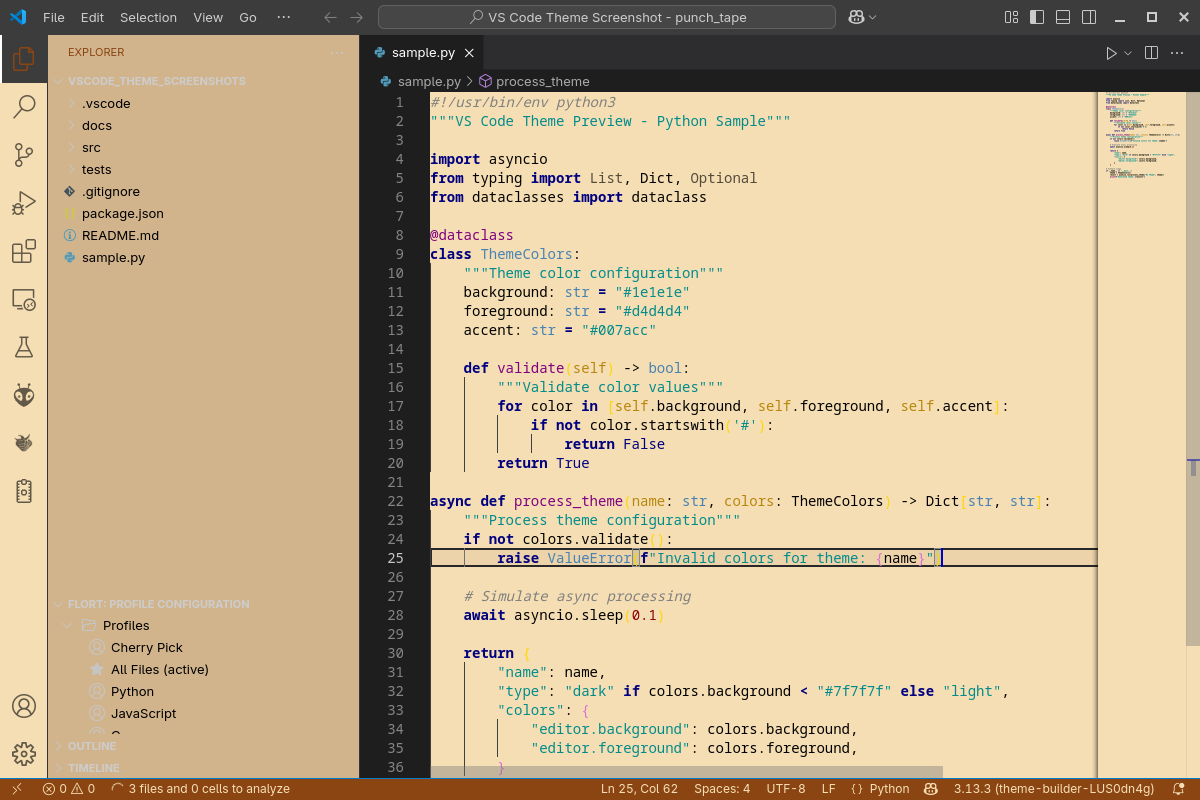 File Edit Selection View Go ··· VS Code Theme Screenshot - punch_tape
EXPLORER
VSCODE_THEME_SCREENSHOTS
.vscode
docs
src
tests
.gitignore
package.json
README.md
sample.py
FLORT: PROFILE CONFIGURATION
Profiles
Cherry Pick
All Files (active)
Python
JavaScript
OUTLINE
TIMELINE
sample.py
sample.py > process_theme
1 #!/usr/bin/env python3
2 """VS Code Theme Preview - Python Sample"""
3
4 import asyncio
5 from typing import List, Dict, Optional
6 from dataclasses import dataclass
7
8 @dataclass
9 class ThemeColors:
10 """Theme color configuration"""
11 background: str = "#1e1e1e"
12 foreground: str = "#d4d4d4"
13 accent: str = "#007acc"
14
15 def validate(self) -> bool:
16 """Validate color values"""
17 for color in [self.background, self.foreground, self.accent]:
18 if not color.startswith('#'):
19 return False
20 return True
21
22 async def process_theme(name: str, colors: ThemeColors) -> Dict[str, str]:
23 """Process theme configuration"""
24 if not colors.validate():
25 raise ValueError(f"Invalid colors for theme: {name}")
26
27 # Simulate async processing
28 await asyncio.sleep(0.1)
29
30 return {
31 "name": name,
32 "type": "dark" if colors.background < "#7f7f7f" else "light",
33 "colors": {
34 "editor.background": colors.background,
35 "editor.foreground": colors.foreground,
36 }
0 0 3 files and 0 cells to analyze Ln 25, Col 62 Spaces: 4 UTF-8 LF {} Python 3.13.3 (theme-builder-LUS0dn4g)